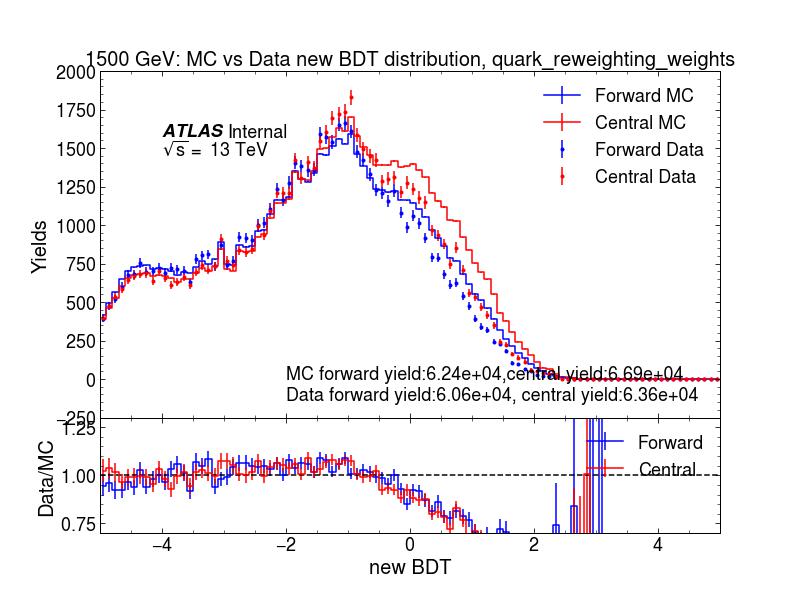 1500 GeV: MC vs Data new BDT distribution, quark_reweighting_weights
2000
1750
1500
1250
1000
750
500
250
0
−250
Yields
ATLAS Internal
√s = 13 TeV
Forward MC
Central MC
Forward Data
Central Data
MC forward yield:6.24e+04,central yield:6.69e+04
Data forward yield:6.06e+04, central yield:6.36e+04
1.25
1.00
0.75
Data/MC
Forward
Central
−4 −2 0 2 4
new BDT